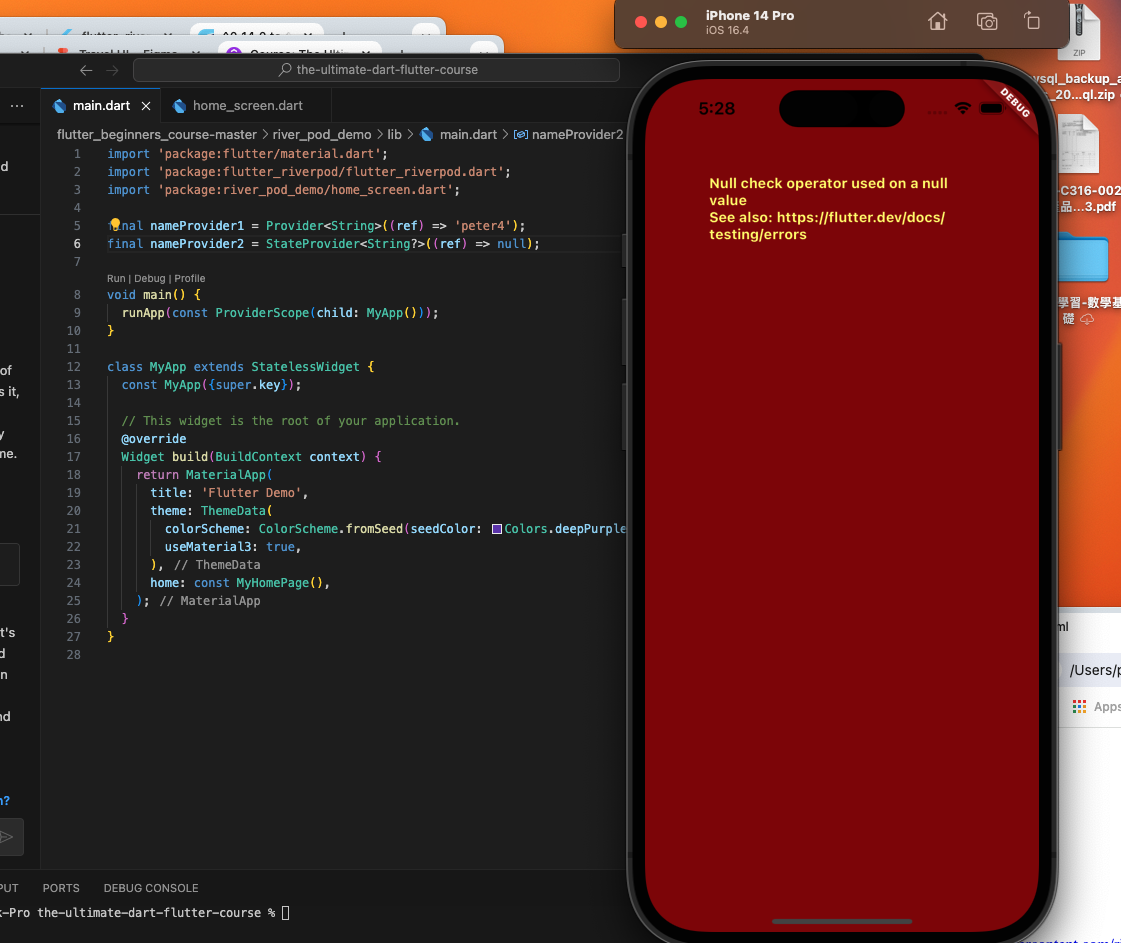 iPhone 14 Pro
iOS 16.4
the-ultimate-dart-flutter-course
main.dart
home_screen.dart
flutter_beginners_course-master > river_pod_demo > lib > main.dart > nameProvider2
1 import 'package:flutter/material.dart';
2 import 'package:flutter_riverpod/flutter_riverpod.dart';
3 import 'package:river_pod_demo/home_screen.dart';
4
5 final nameProvider1 = Provider<String>((ref) => 'peter4');
6 final nameProvider2 = StateProvider<String?>((ref) => null);
7
Run | Debug | Profile
8 void main() {
9 runApp(const ProviderScope(child: MyApp()));
10 }
11
12 class MyApp extends StatelessWidget {
13 const MyApp({super.key});
14
15 // This widget is the root of your application.
16 @override
17 Widget build(BuildContext context) {
18 return MaterialApp(
19 title: 'Flutter Demo',
20 theme: ThemeData(
21 colorScheme: ColorScheme.fromSeed(seedColor: Colors.deepPurple
22 useMaterial3: true,
23 ), // ThemeData
24 home: const MyHomePage(),
25 ); // MaterialApp
26 }
27 }
28
PUT
PORTS
DEBUG CONSOLE
k-Pro the-ultimate-dart-flutter-course %
5:28
DEBUG
Null check operator used on a null
value
See also: https://flutter.dev/docs/
testing/errors
ZIP
ysql_backup_a
_20...ql.zip
-C316-002
品...3.pdf
學習-數學基
礎
ml
/Users/p
Apps
of
s it,
y
me.
t's
d
n
nd
n?